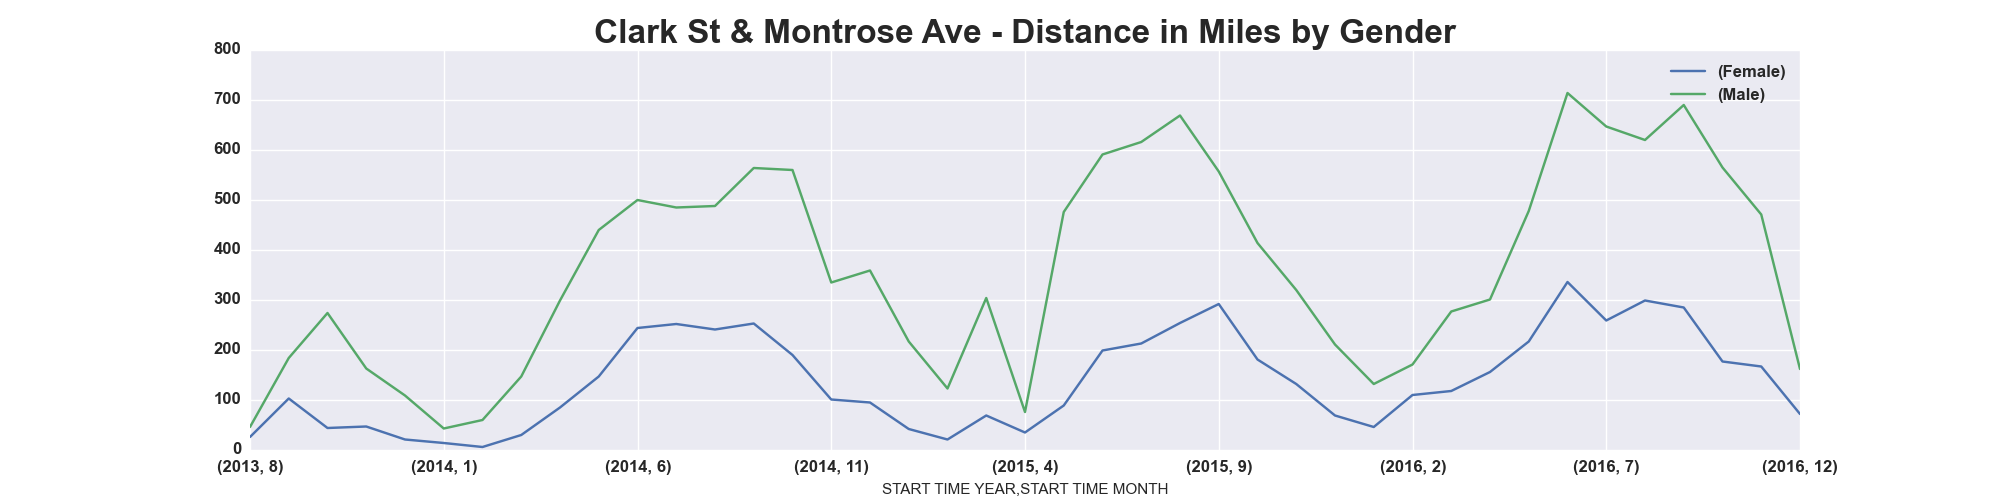 Clark St & Montrose Ave - Distance in Miles by Gender
800
700
600
500
400
300
200
100
0
(Female)
(Male)
(2013, 8) (2014, 1) (2014, 6) (2014, 11) (2015, 4) (2015, 9) (2016, 2) (2016, 7) (2016, 12)
START TIME YEAR,START TIME MONTH